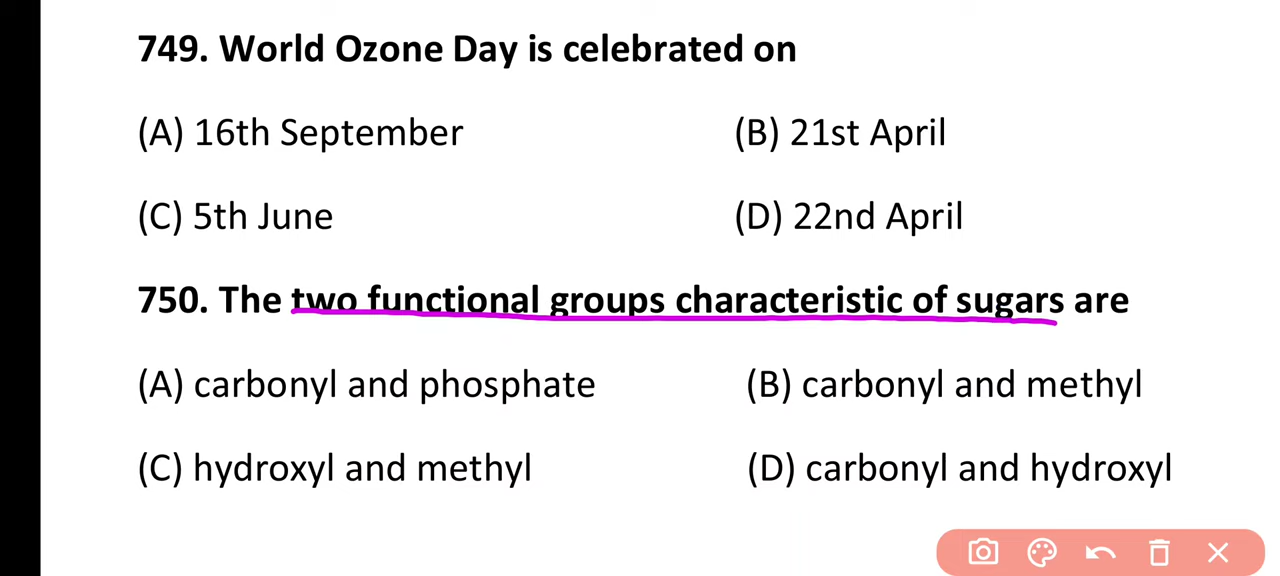 749. World Ozone Day is celebrated on
(A) 16th September (B) 21st April
(C) 5th June (D) 22nd April
750. The two functional groups characteristic of sugars are
(A) carbonyl and phosphate (B) carbonyl and methyl
(C) hydroxyl and methyl (D) carbonyl and hydroxyl